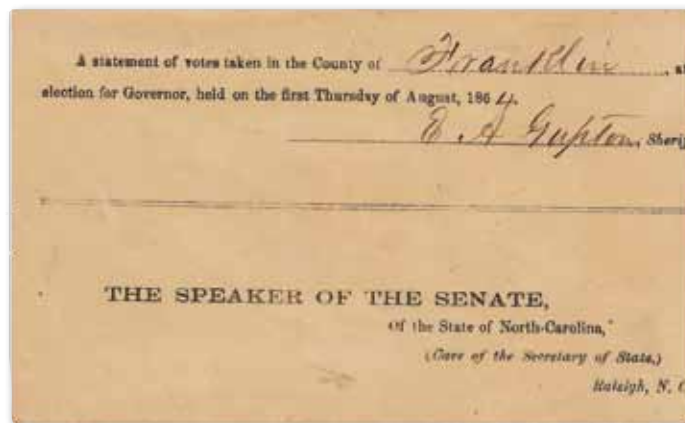 A statement of votes taken in the County of Franklin, a
election for Governor, held on the first Thursday of August, 1864.
E. A Gupton, Sherif
THE SPEAKER OF THE SENATE,
Of the State of North-Carolina,
(Care of the Secretary of State,)
Raleigh, N. C